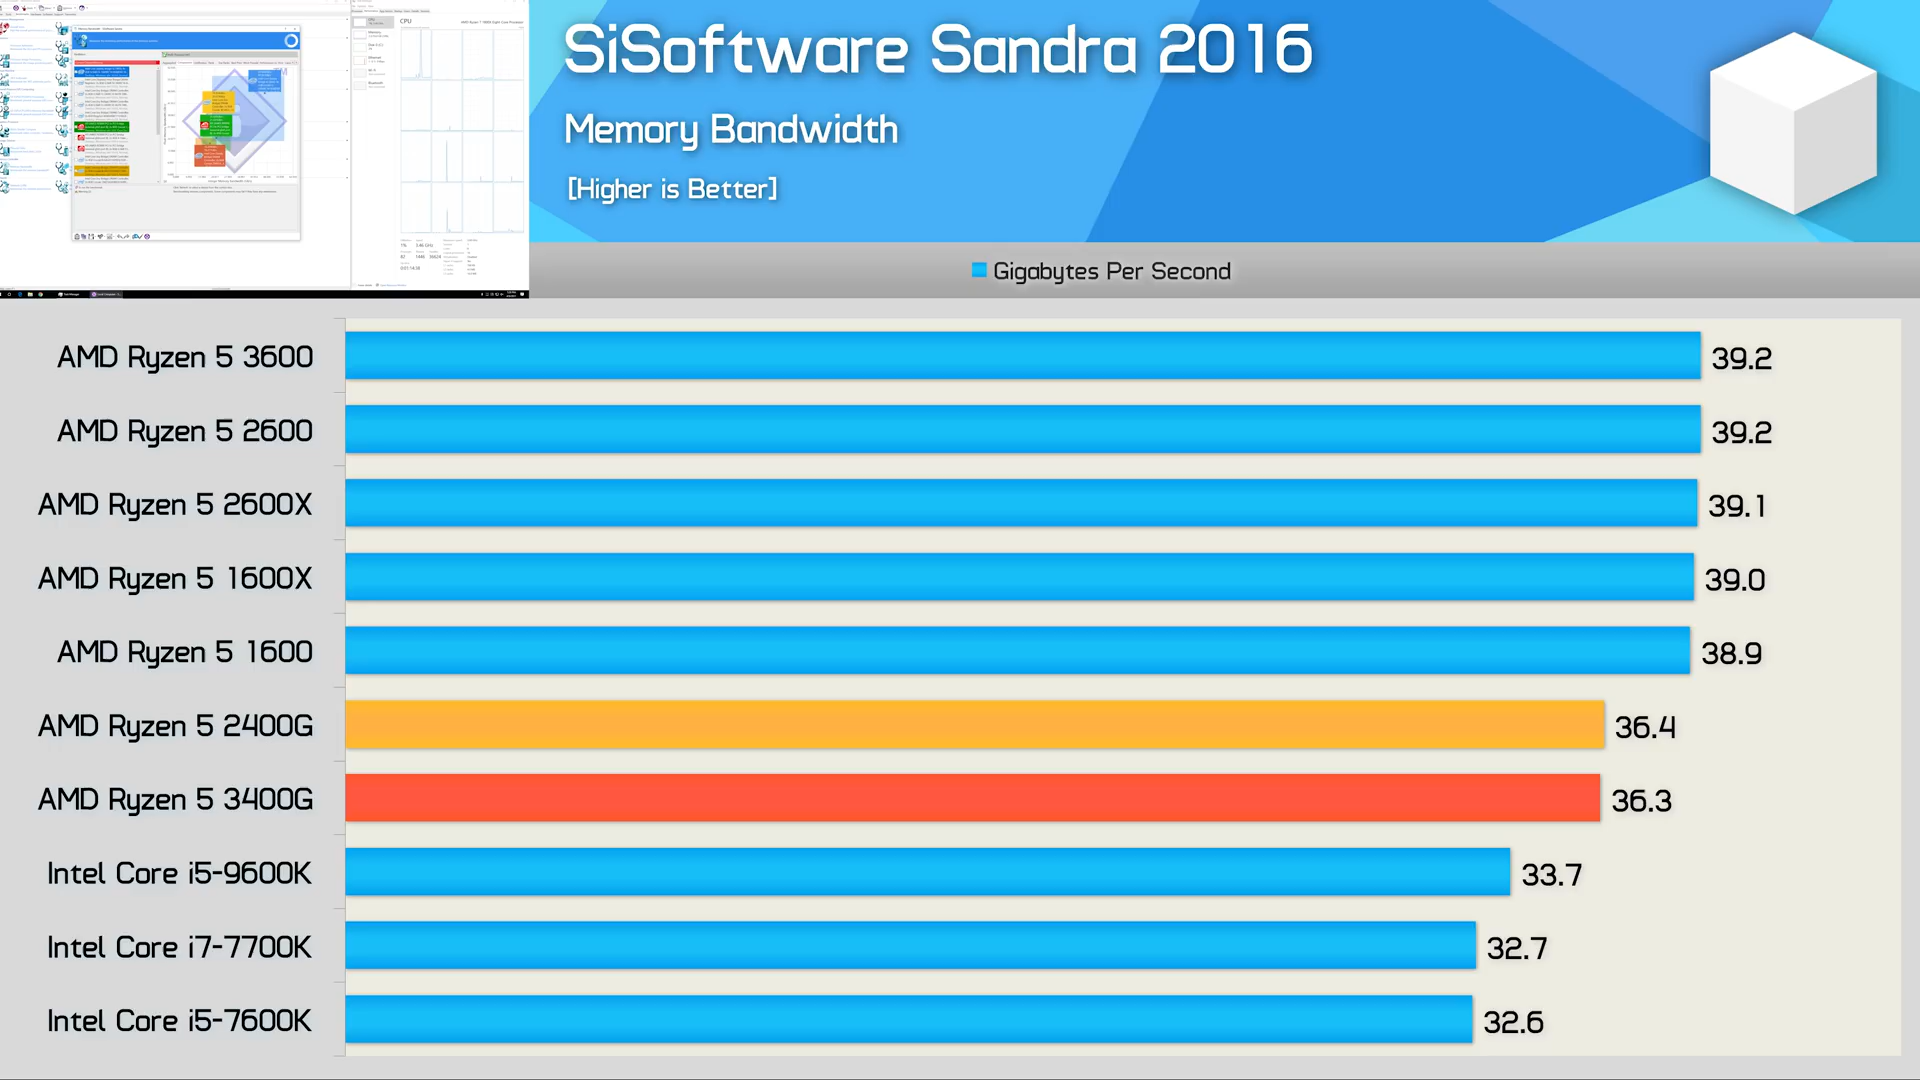 SiSoftware Sandra 2016
Memory Bandwidth
[Higher is Better]
CPU
Gigabytes Per Second
AMD Ryzen 5 3600 39.2
AMD Ryzen 5 2600 39.2
AMD Ryzen 5 2600X 39.1
AMD Ryzen 5 1600X 39.0
AMD Ryzen 5 1600 38.9
AMD Ryzen 5 2400G 36.4
AMD Ryzen 5 3400G 36.3
Intel Core i5-9600K 33.7
Intel Core i7-7700K 32.7
Intel Core i5-7600K 32.6